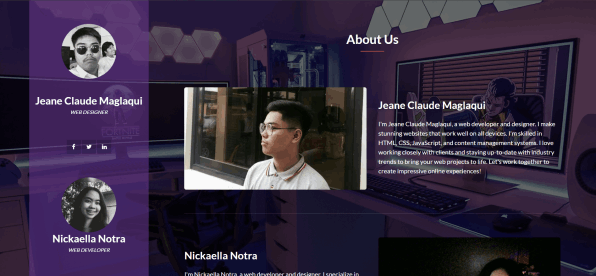 About Us
Jeane Claude Maglaqui
WEB DESIGNER
Nickaella Notra
WEB DEVELOPER
Jeane Claude Maglaqui
I'm Jeane Claude Maglaqui, a web developer and designer. I make
stunning websites that work well on all devices. I'm skilled in
HTML, CSS, JavaScript, and content management systems. I love
working closely with clients and staying up-to-date with industry
trends to bring your web projects to life. Let's work together to
create impressive online experiences!
Nickaella Notra
I'm Nickaella Notra, a web developer and designer. I specialize in